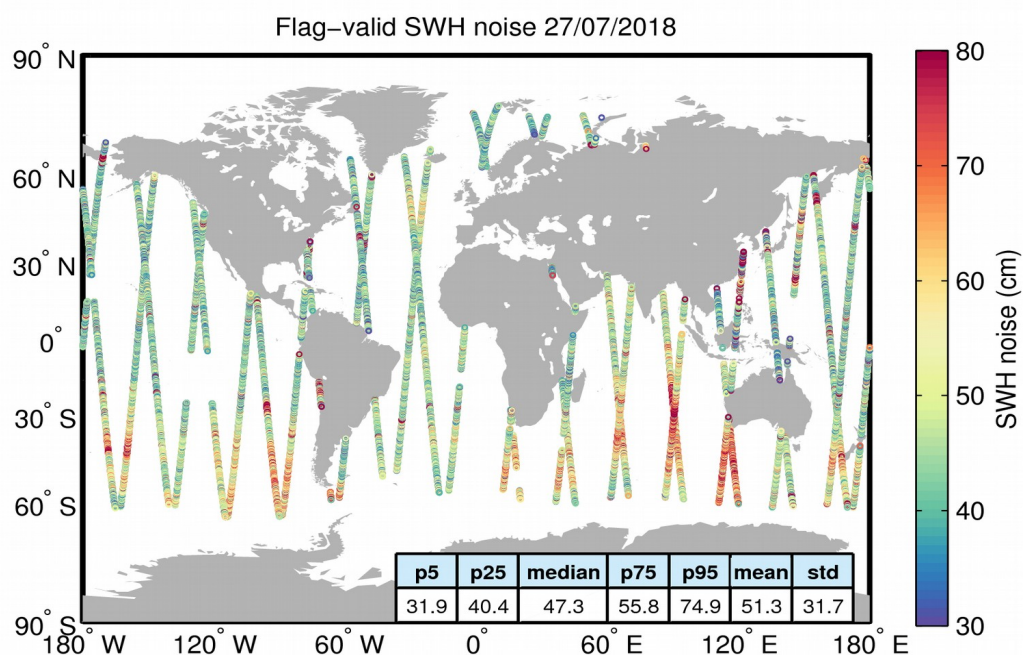 Flag−valid SWH noise 27/07/2018
90° N
60° N
30° N
0°
30° S
60° S
90° S
180° W
120° W
60° W
0°
60° E
120° E
180° E
80
70
60
50
40
30
SWH noise (cm)
p5 p25 median p75 p95 mean std
31.9 40.4 47.3 55.8 74.9 51.3 31.7